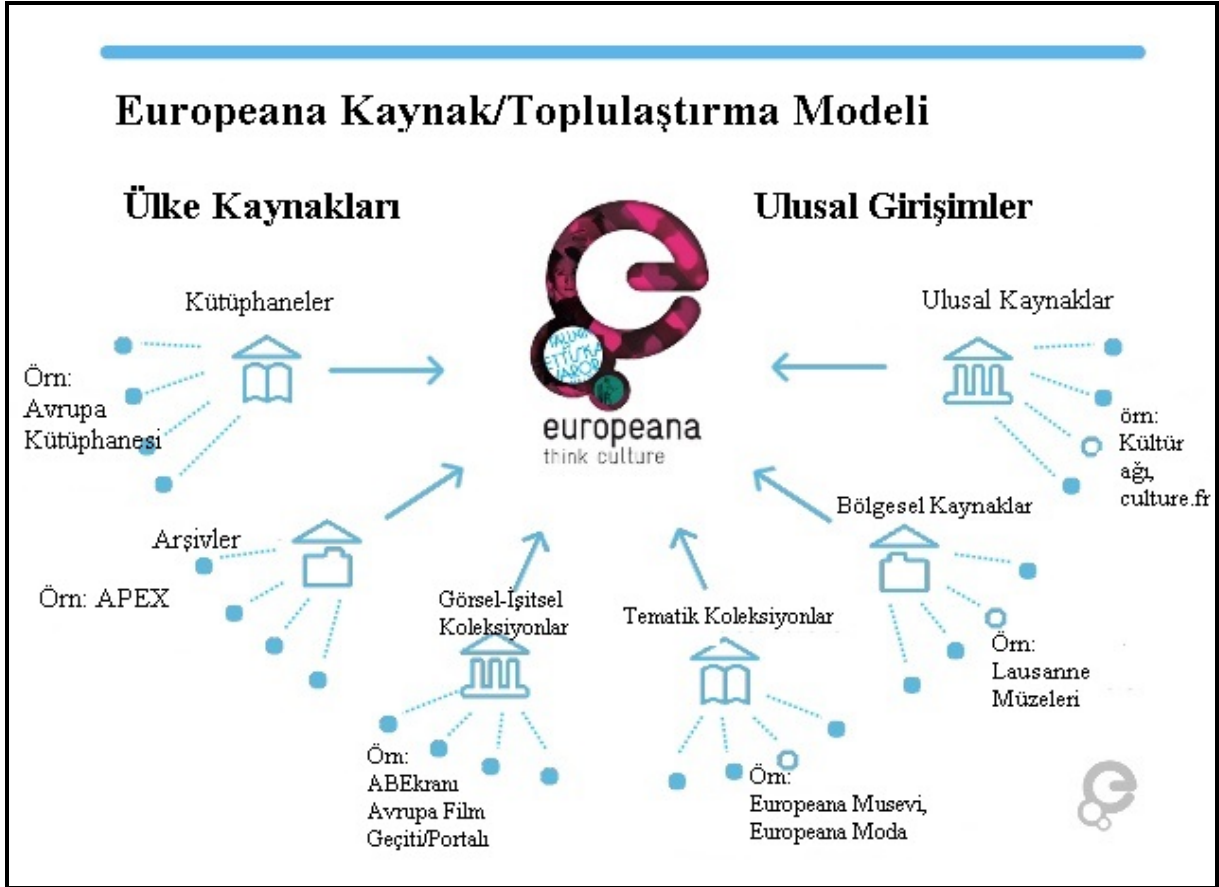 Europeana Kaynak/Toplulaştırma Modeli
Ülke Kaynakları
Ulusal Girişimler
Kütüphaneler
Örn:
Avrupa
Kütüphanesi
Arşivler
Örn: APEX
Görsel-İşitsel
Koleksiyonlar
Örn:
ABEkranı
Avrupa Film
Geçiti/Portalı
europeana
think culture
Tematik Koleksiyonlar
Örn:
Europeana Musevi,
Europeana Moda
Ulusal Kaynaklar
örn:
Kültür
ağı,
culture.fr
Bölgesel Kaynaklar
Örn:
Lausanne
Müzeleri